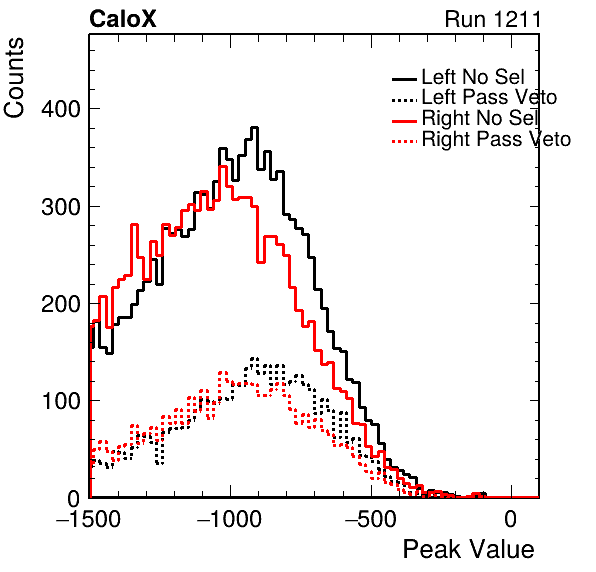 CaloX Run 1211
Counts
Left No Sel
Left Pass Veto
Right No Sel
Right Pass Veto
400
300
200
100
0
−1500 −1000 −500 0
Peak Value